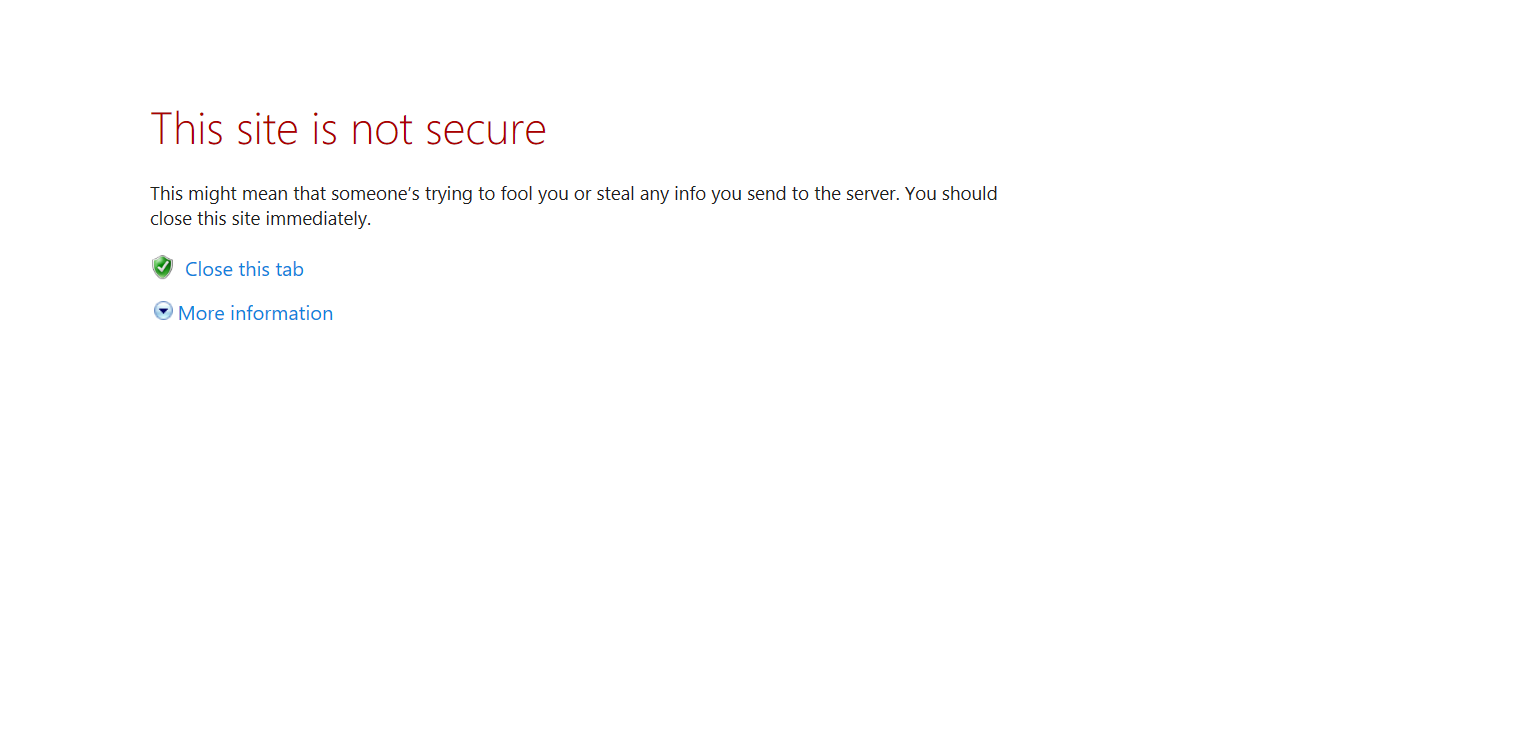 This site is not secure
This might mean that someone’s trying to fool you or steal any info you send to the server. You should
close this site immediately.
Close this tab
More information